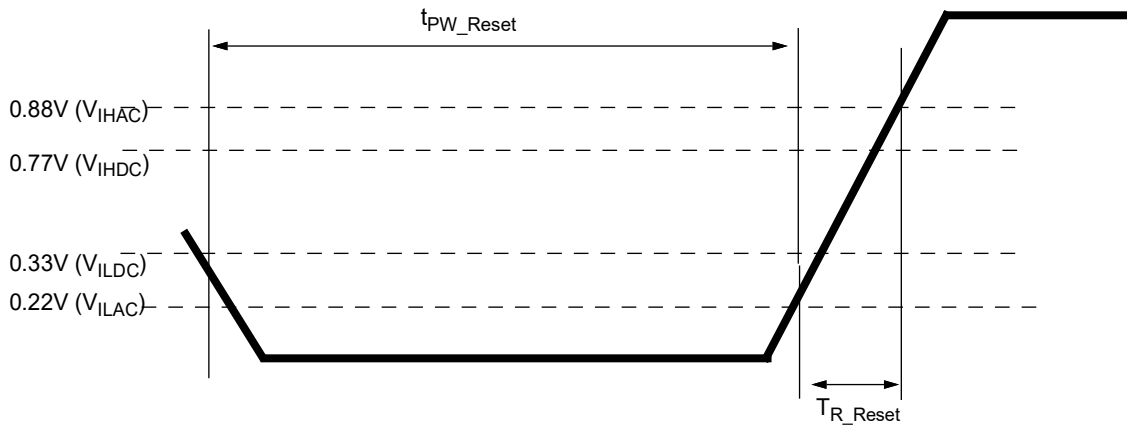 tPW_Reset
0.88V (VIHAC)
0.77V (VIHDC)
0.33V (VILDC)
0.22V (VILAC)
TR_Reset